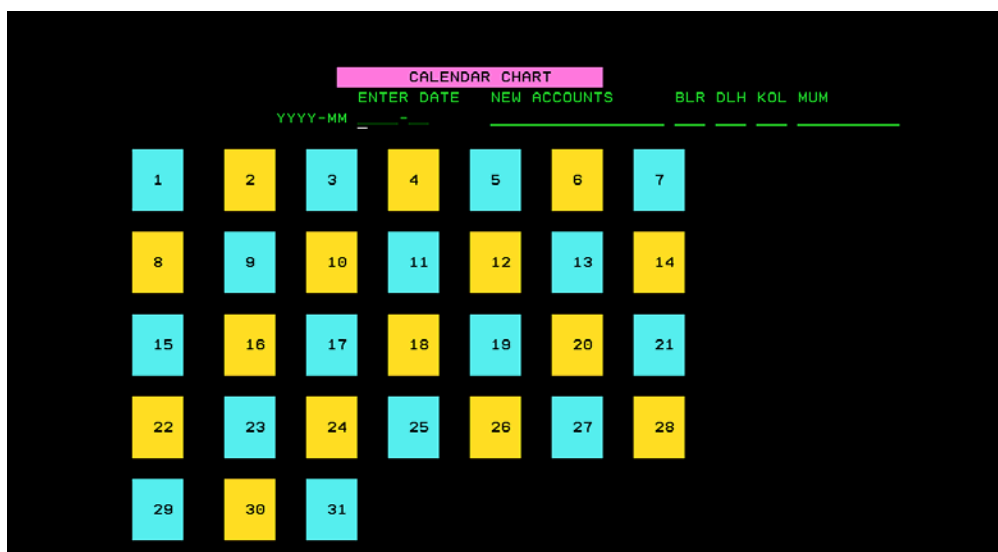 CALENDAR CHART
ENTER DATE NEW ACCOUNTS BLR DLH KOL MUM
YYYY-MM ____-__
1 2 3 4 5 6 7
8 9 10 11 12 13 14
15 16 17 18 19 20 21
22 23 24 25 26 27 28
29 30 31